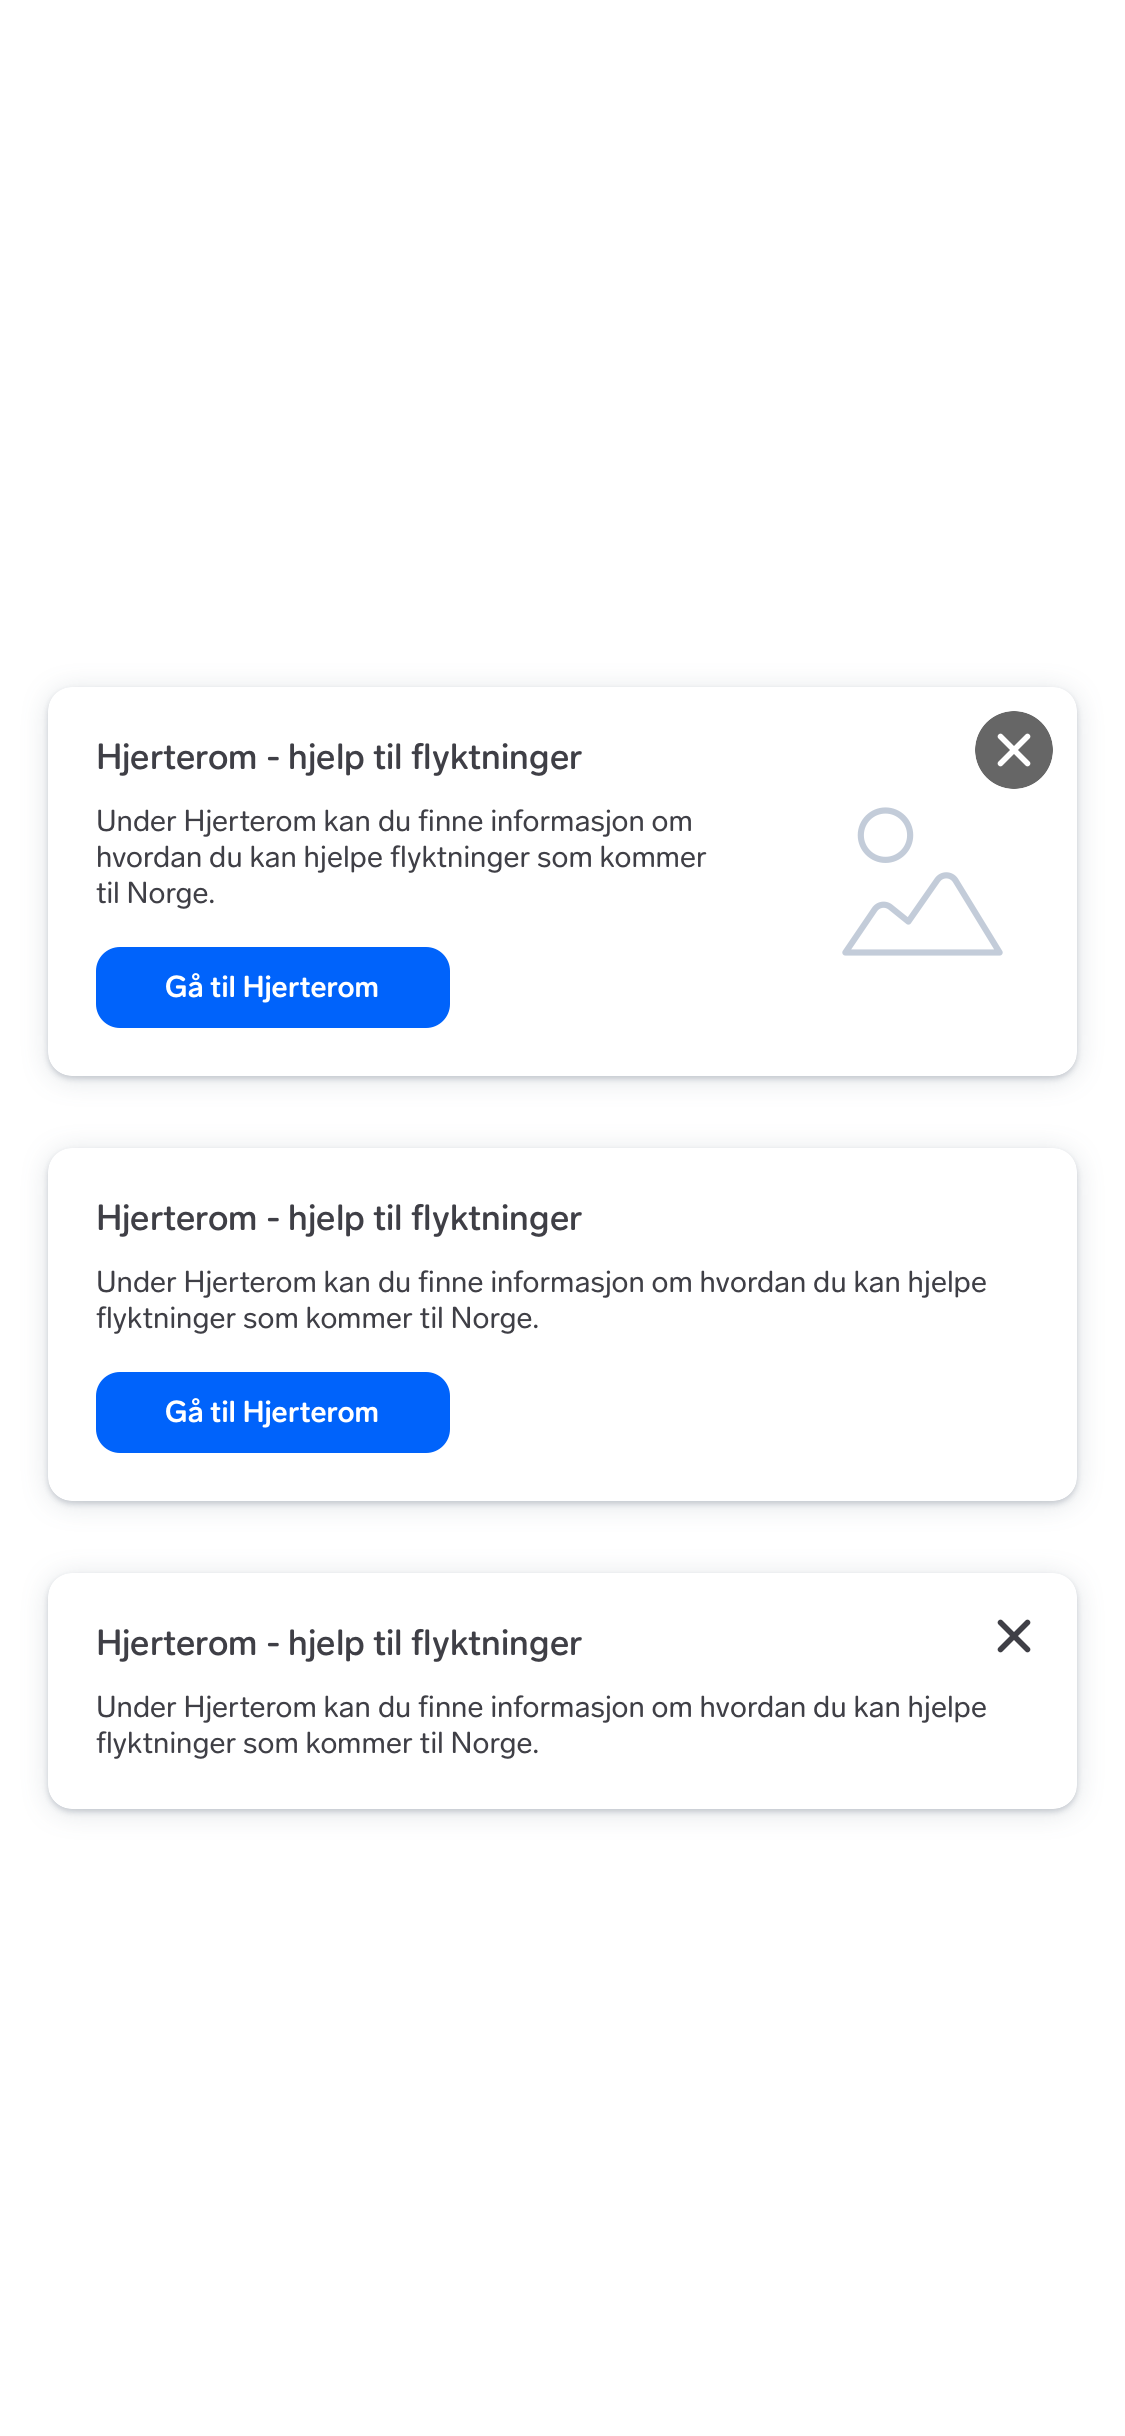 Hjerterom - hjelp til flyktninger
Under Hjerterom kan du finne informasjon om
hvordan du kan hjelpe flyktninger som kommer
til Norge.
Gå til Hjerterom
Hjerterom - hjelp til flyktninger
Under Hjerterom kan du finne informasjon om hvordan du kan hjelpe
flyktninger som kommer til Norge.
Gå til Hjerterom
Hjerterom - hjelp til flyktninger
Under Hjerterom kan du finne informasjon om hvordan du kan hjelpe
flyktninger som kommer til Norge.